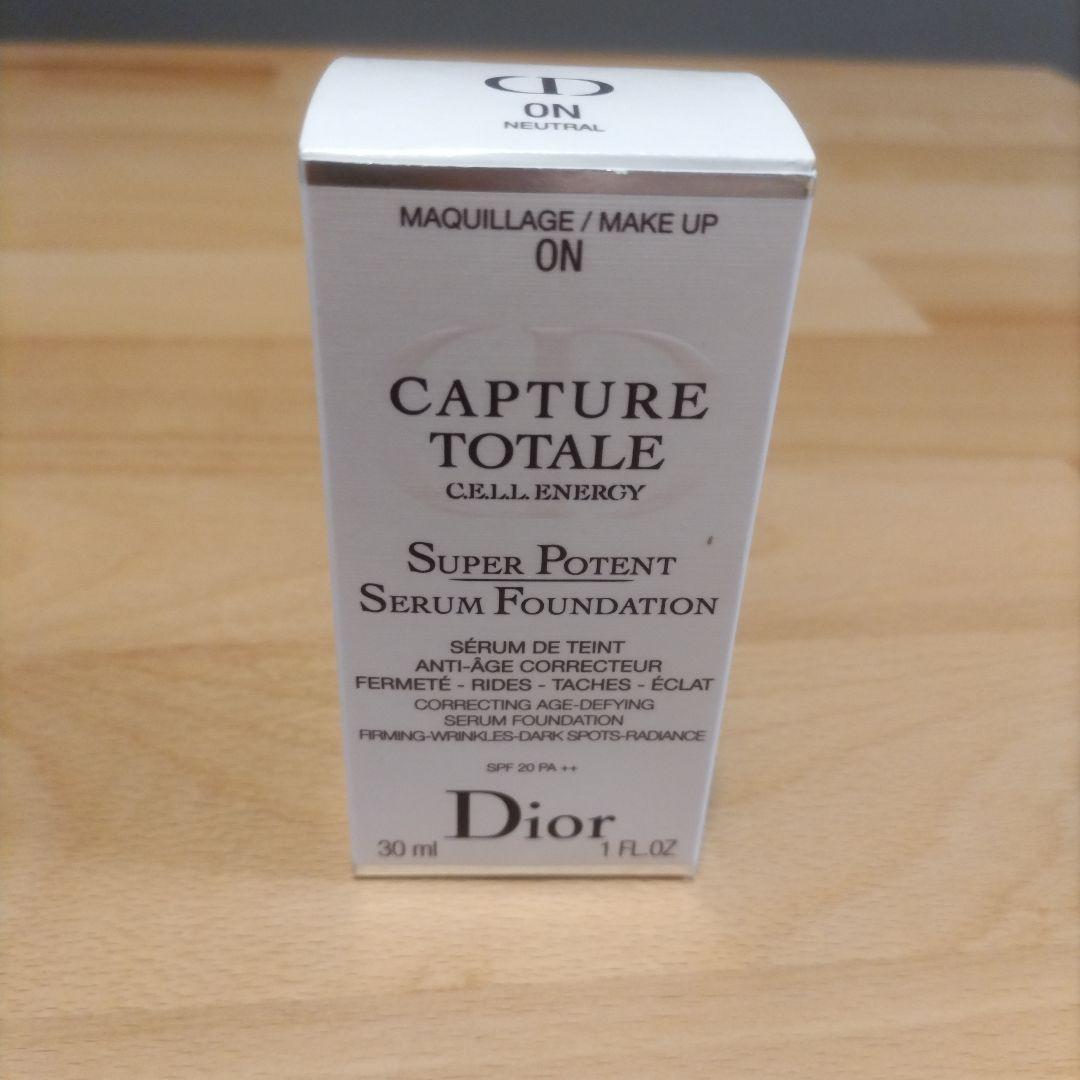 CD
0N
NEUTRAL
MAQUILLAGE / MAKE UP
0N
CD
CAPTURE
TOTALE
C.E.L.L. ENERGY
SUPER POTENT
SERUM FOUNDATION
SÉRUM DE TEINT
ANTI-ÂGE CORRECTEUR
FERMETÉ - RIDES - TACHES - ÉCLAT
CORRECTING AGE-DEFYING
SERUM FOUNDATION
FIRMING-WRINKLES-DARK SPOTS-RADIANCE
SPF 20 PA ++
Dior
30 ml 1 FL.OZ